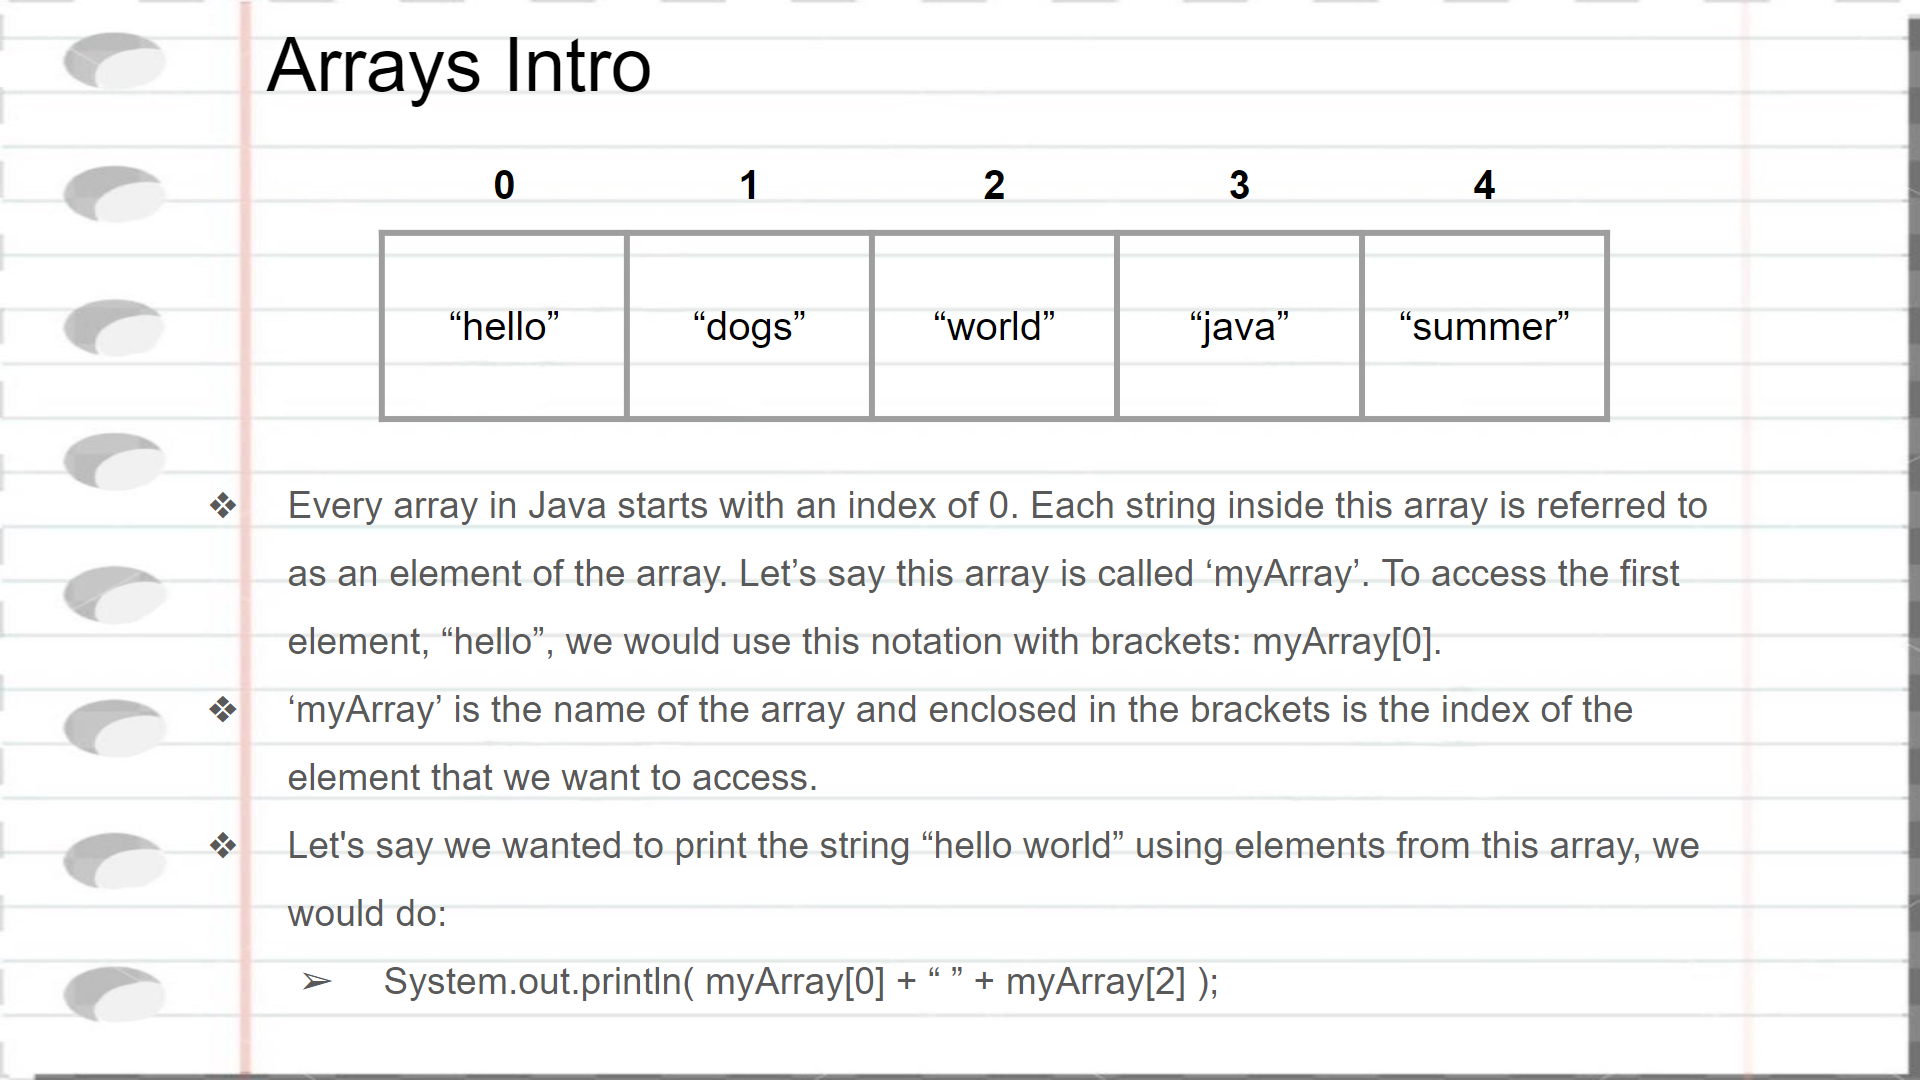 Arrays Intro
0 1 2 3 4
“hello” “dogs” “world” “java” “summer”
❖ Every array in Java starts with an index of 0. Each string inside this array is referred to
as an element of the array. Let’s say this array is called ‘myArray’. To access the first
element, “hello”, we would use this notation with brackets: myArray[0].
❖ ‘myArray’ is the name of the array and enclosed in the brackets is the index of the
element that we want to access.
❖ Let's say we wanted to print the string “hello world” using elements from this array, we
would do:
➢ System.out.println( myArray[0] + “ ” + myArray[2] );